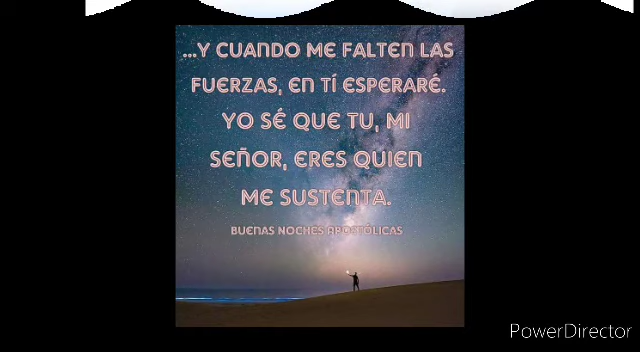 ...Y CUANDO ME FALTEN LAS
FUERZAS, EN TÍ ESPERARÉ.
YO SÉ QUE TU, MI
SEÑOR, ERES QUIEN
ME SUSTENTA.
BUENAS NOCHES APOSTÓLICAS
PowerDirector